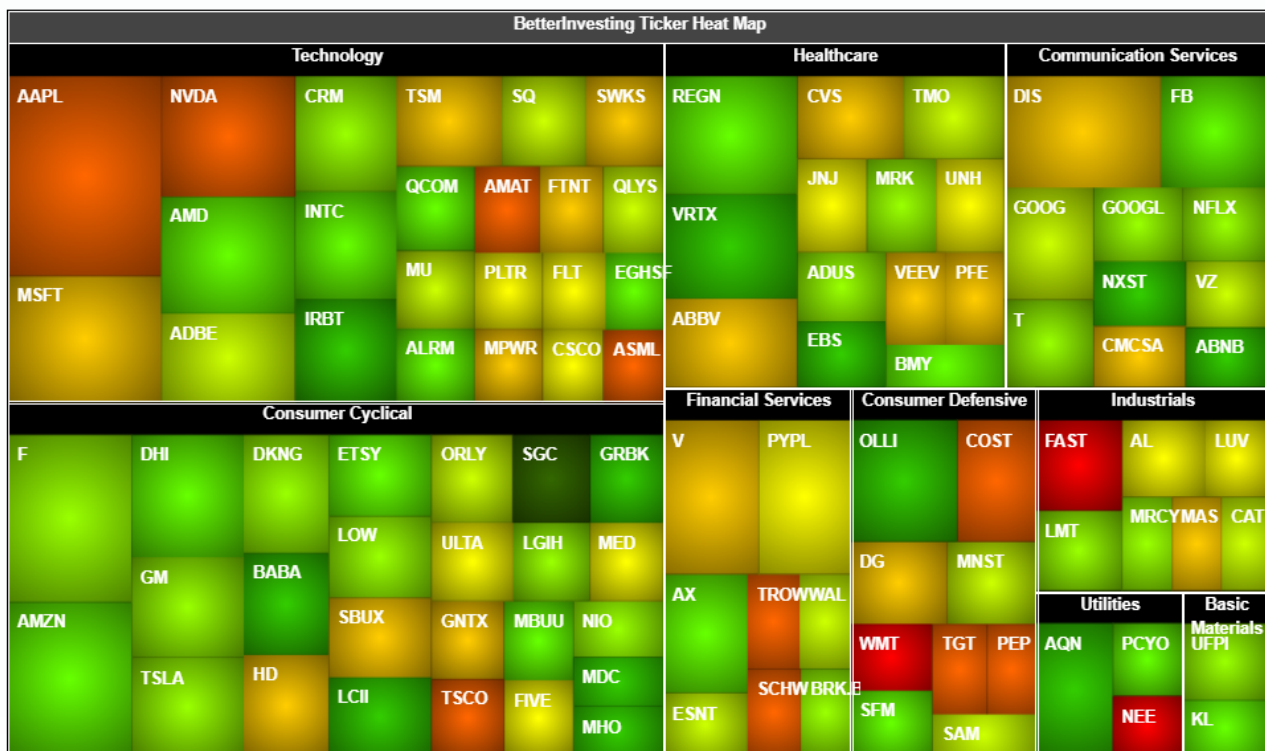 BetterInvesting Ticker Heat Map
Technology
AAPL
NVDA
CRM
TSM
SQ
SWKS
QCOM
AMAT
FTNT
QLYS
AMD
INTC
MU
PLTR
FLT
EGHSF
MSFT
ADBE
IRBT
ALRM
MPWR
CSCO
ASML
Healthcare
REGN
CVS
TMO
JNJ
MRK
UNH
VRTX
ADUS
VEEV
PFE
ABBV
EBS
BMY
Communication Services
DIS
FB
GOOG
GOOGL
NFLX
NXST
VZ
T
CMCSA
ABNB
Consumer Cyclical
F
DHI
DKNG
ETSY
ORLY
SGC
GRBK
LOW
ULTA
LGIH
MED
GM
BABA
AMZN
SBUX
GNTX
MBUU
NIO
TSLA
HD
MDC
LCII
TSCO
FIVE
MHO
Financial Services
V
PYPL
AX
TROW
WAL
SCHW
BRK.B
ESNT
Consumer Defensive
OLLI
COST
DG
MNST
WMT
TGT
PEP
SFM
SAM
Industrials
FAST
AL
LUV
LMT
MRCY
MAS
CAT
Utilities
AQN
PCYO
NEE
Basic
Materials
UFPI
KL